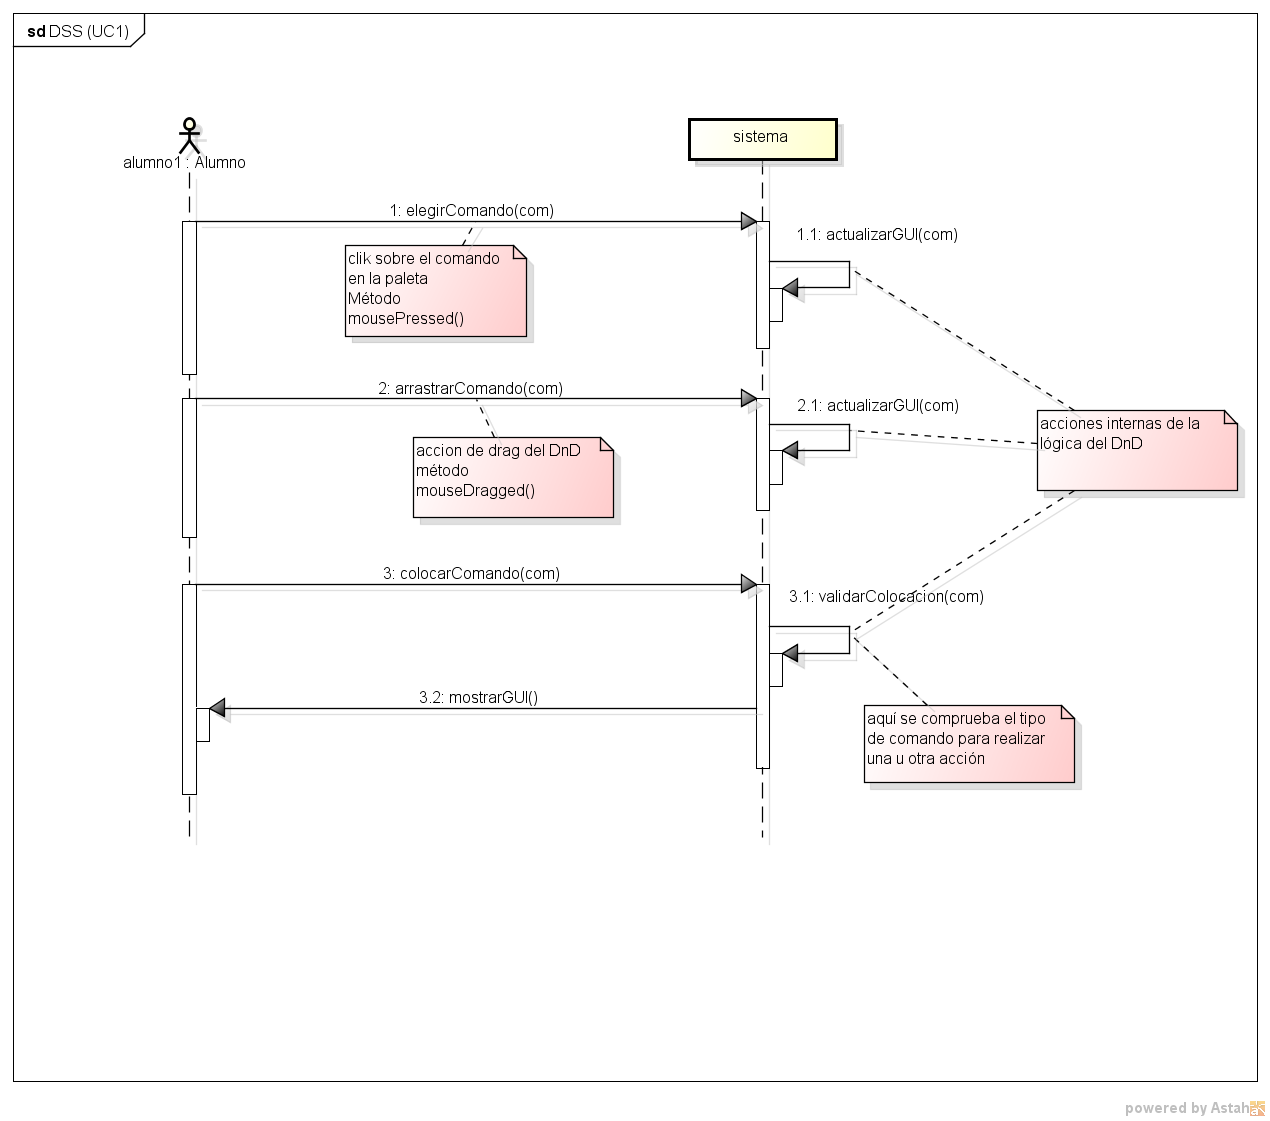 sd DSS (UC1)
alumno1 : Alumno
sistema
1: elegirComando(com)
1.1: actualizarGUI(com)
clik sobre el comando
en la paleta
Método
mousePressed()
2: arrastrarComando(com)
2.1: actualizarGUI(com)
acciones internas de la
lógica del DnD
accion de drag del DnD
método
mouseDragged()
3: colocarComando(com)
3.1: validarColocacion(com)
3.2: mostrarGUI()
aquí se comprueba el tipo
de comando para realizar
una u otra acción
powered by Astah